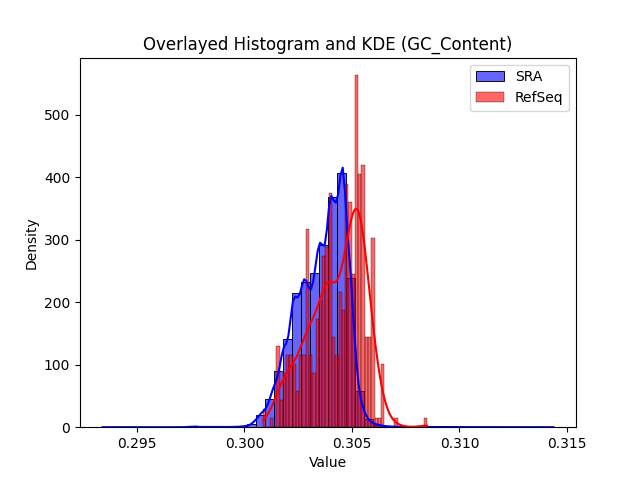 Overlayed Histogram and KDE (GC_Content)
SRA
RefSeq
500
400
300
200
100
0
Density
0.295
0.300
0.305
0.310
0.315
Value